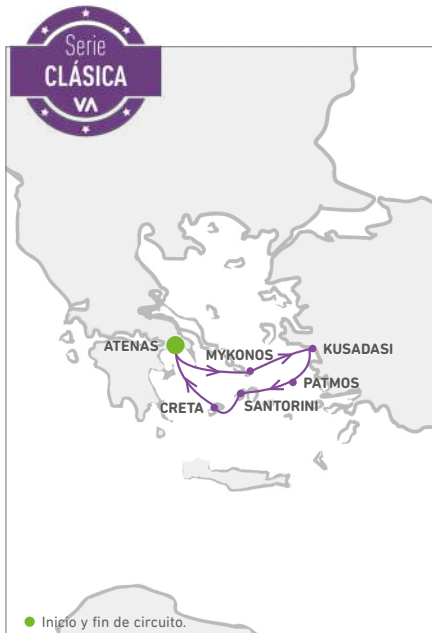 Serie
CLÁSICA
VA
ATENAS
MYKONOS
KUSADASI
PATMOS
CRETA
SANTORINI
Inicio y fin de circuito.